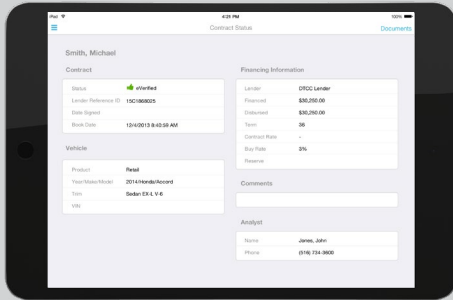 iPad
4:21 PM
100%
Contract Status
Documents
Smith, Michael
Contract
Status eVerified
Lender Reference ID 15C1868025
Date Signed
Book Date 12/4/2013 8:40:59 AM
Vehicle
Product Retail
Year/Make/Model 2014/Honda/Accord
Trim Sedan EX-L V-6
VIN
Financing Information
Lender DTCC Lender
Financed $30,250.00
Disbursed $30,250.00
Term 36
Contract Rate -
Buy Rate 3%
Reserve
Comments
Analyst
Name Jones, John
Phone (516) 734-3600